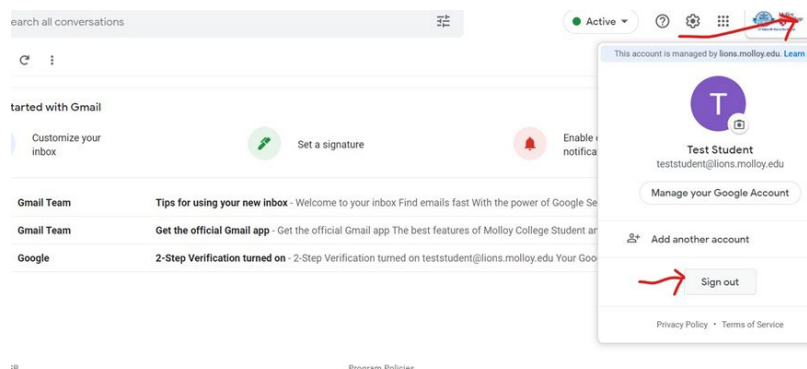 earch all conversations
Active
This account is managed by lions.molloy.edu. Learn
tarted with Gmail
Customize your
inbox
Set a signature
Enable
notifica
T
Test Student
teststudent@lions.molloy.edu
Manage your Google Account
Gmail Team Tips for using your new inbox - Welcome to your inbox Find emails fast With the power of Google Se
Gmail Team Get the official Gmail app - Get the official Gmail app The best features of Molloy College Student an
Google 2-Step Verification turned on - 2-Step Verification turned on teststudent@lions.molloy.edu Your Goo
Add another account
Sign out
Privacy Policy • Terms of Service
Program Policies